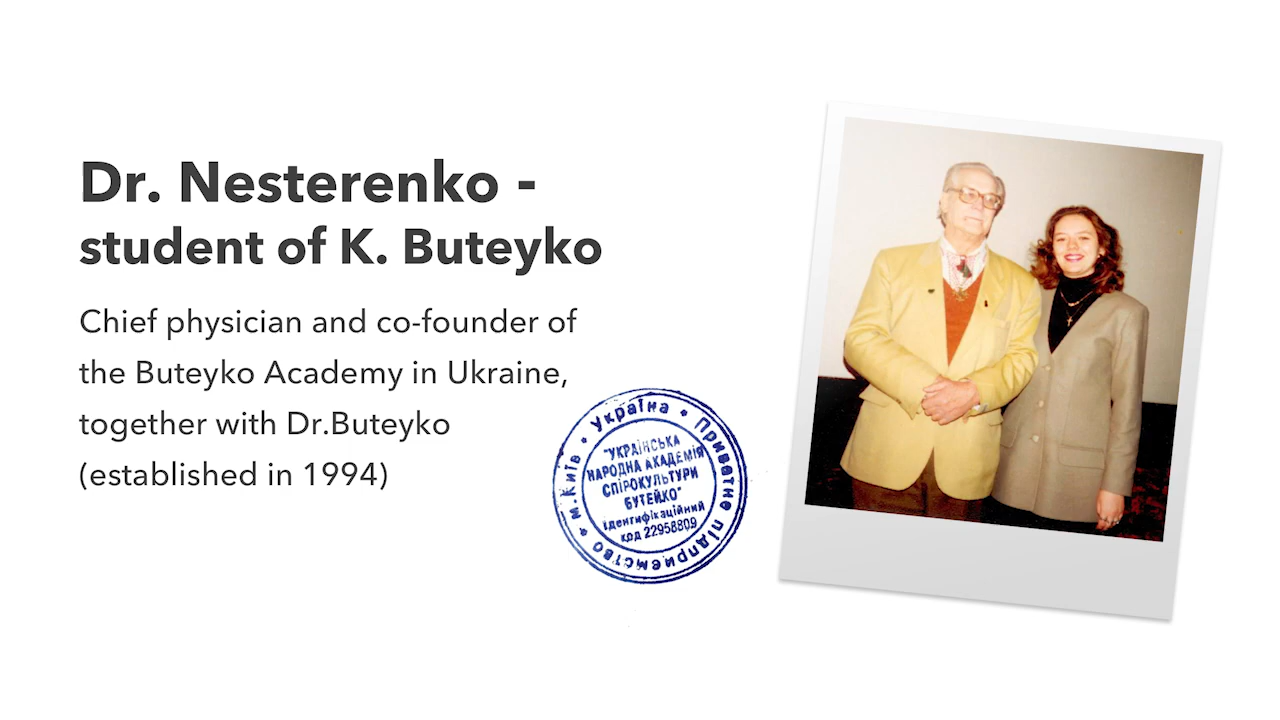 Dr. Nesterenko -
student of K. Buteyko
Chief physician and co-founder of
the Buteyko Academy in Ukraine,
together with Dr.Buteyko
(established in 1994)
• Україна • Приватне підприємство • м.Київ
"УКРАЇНСЬКА
НАРОДНА АКАДЕМІЯ
СПІРОКУЛЬТУРИ
БУТЕЙКО"
ідентифікаційний
код 22958809